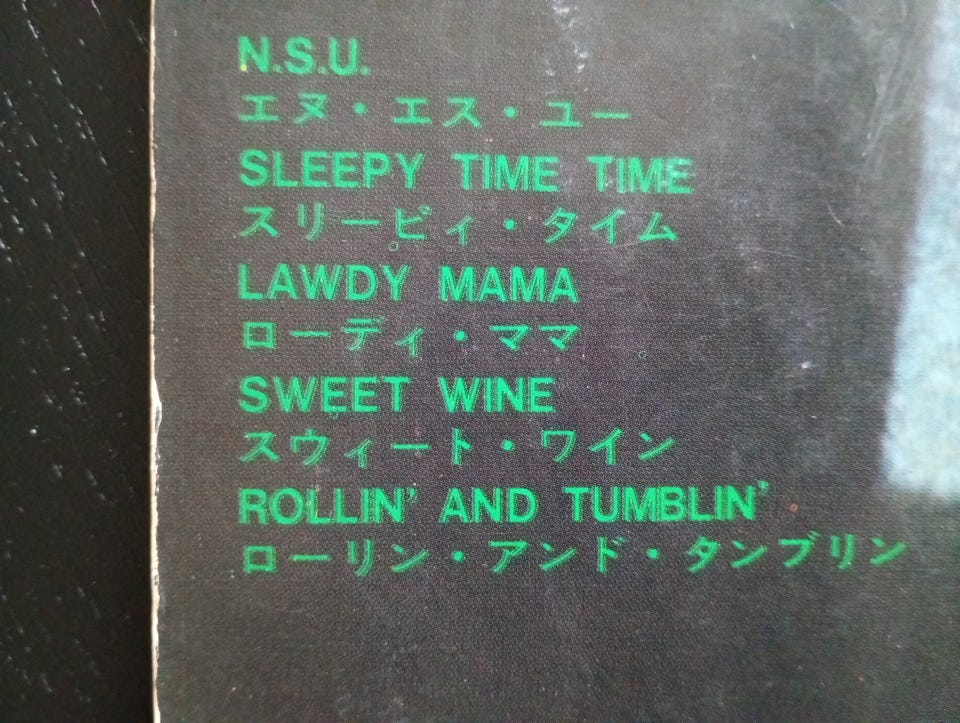 N.S.U.
エヌ・エス・ユー
SLEEPY TIME TIME
スリーピィ・タイム
LAWDY MAMA
ローディ・ママ
SWEET WINE
スウィート・ワイン
ROLLIN' AND TUMBLIN'
ローリン・アンド・タンブリン